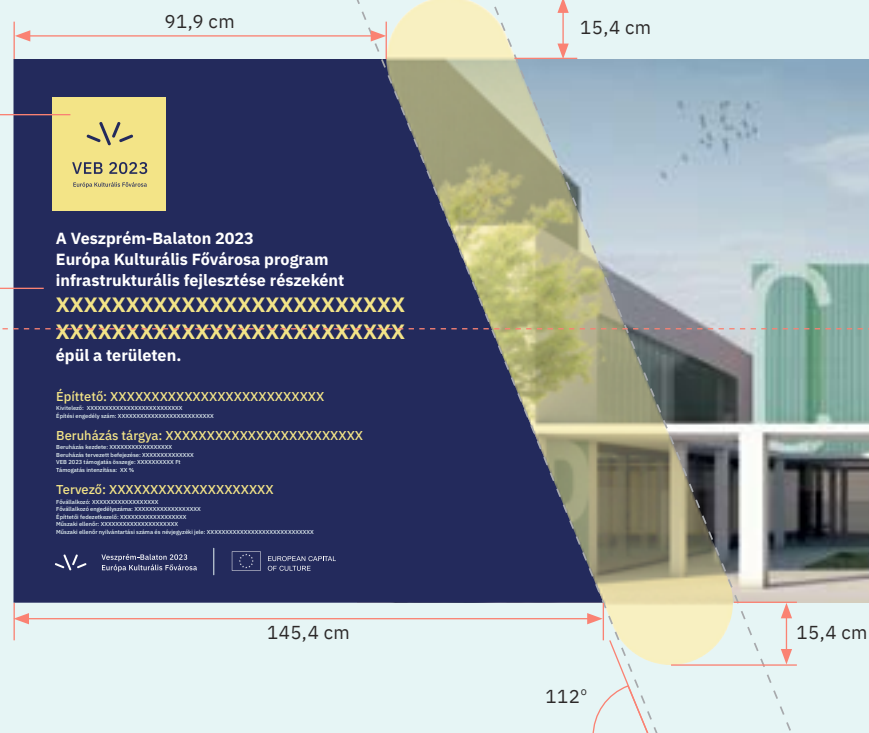 91,9 cm
15,4 cm
VEB 2023
Európa Kulturális Fővárosa
A Veszprém-Balaton 2023
Európa Kulturális Fővárosa program
infrastrukturális fejlesztése részeként
XXXXXXXXXXXXXXXXXXXXXXXXX
XXXXXXXXXXXXXXXXXXXXXXXXX
épül a területen.
Építtető: XXXXXXXXXXXXXXXXXXXXXXXXXX
Kivitelező: XXXXXXXXXXXXXXXXXXXXXXXXXX
Építési engedély szám: XXXXXXXXXXXXXXXXXXXXXXXXXX
Beruházás tárgya: XXXXXXXXXXXXXXXXXXXXXXXX
Beruházás kezdete: XXXXXXXXXXXXXXXXX
Beruházás tervezett befejezése: XXXXXXXXXXXXXX
VEB 2023 támogatás összege: XXXXXXXXXX Ft
Támogatás intenzitása: XX %
Tervező: XXXXXXXXXXXXXXXXXXXX
Fővállalkozó: XXXXXXXXXXXXXXXXXX
Fővállalkozó engedélyszáma: XXXXXXXXXXXXXXXXXX
Építtetői fedezetkezelő: XXXXXXXXXXXXXXXXXX
Műszaki ellenőr: XXXXXXXXXXXXXXXXXXXXX
Műszaki ellenőr nyilvántartási száma és névjegyzéki jele: XXXXXXXXXXXXXXXXXXXXXXXXXXXXX
Veszprém-Balaton 2023
Európa Kulturális Fővárosa
EUROPEAN CAPITAL
OF CULTURE
145,4 cm
15,4 cm
112°